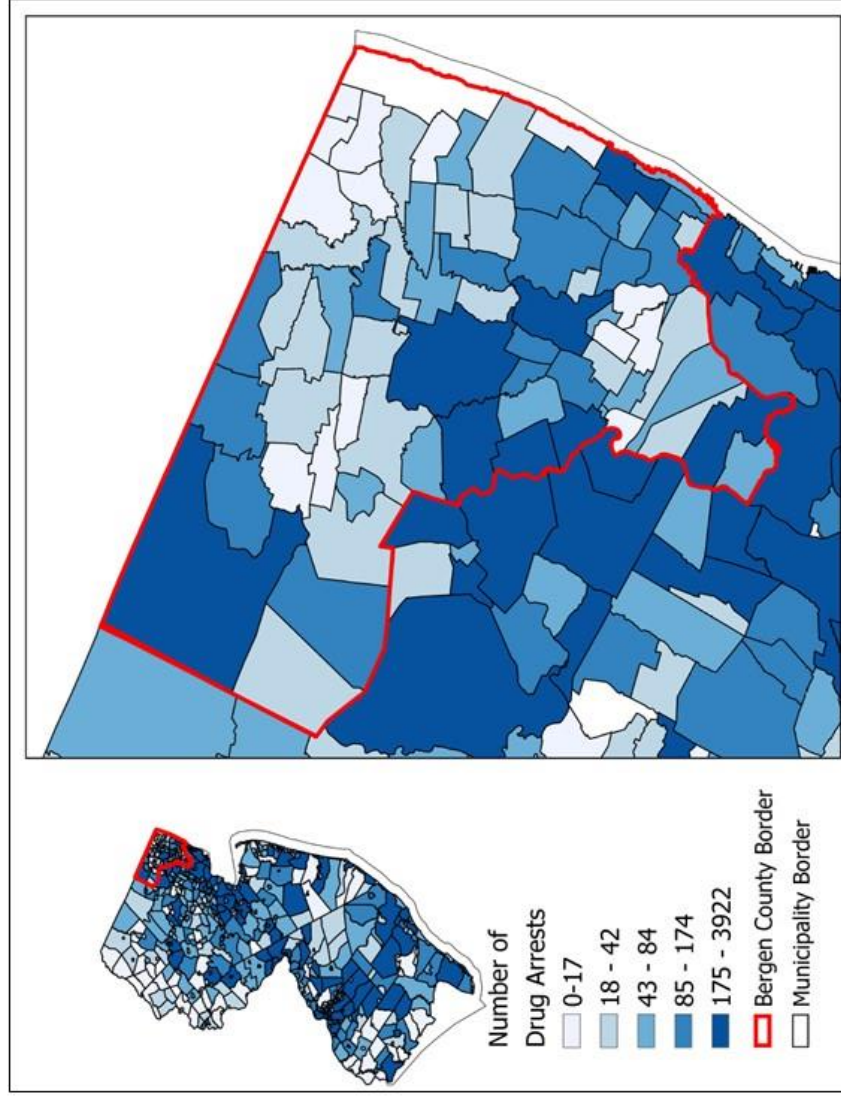 Number of
Drug Arrests
0-17
18 - 42
43 - 84
85 - 174
175 - 3922
Bergen County Border
Municipality Border